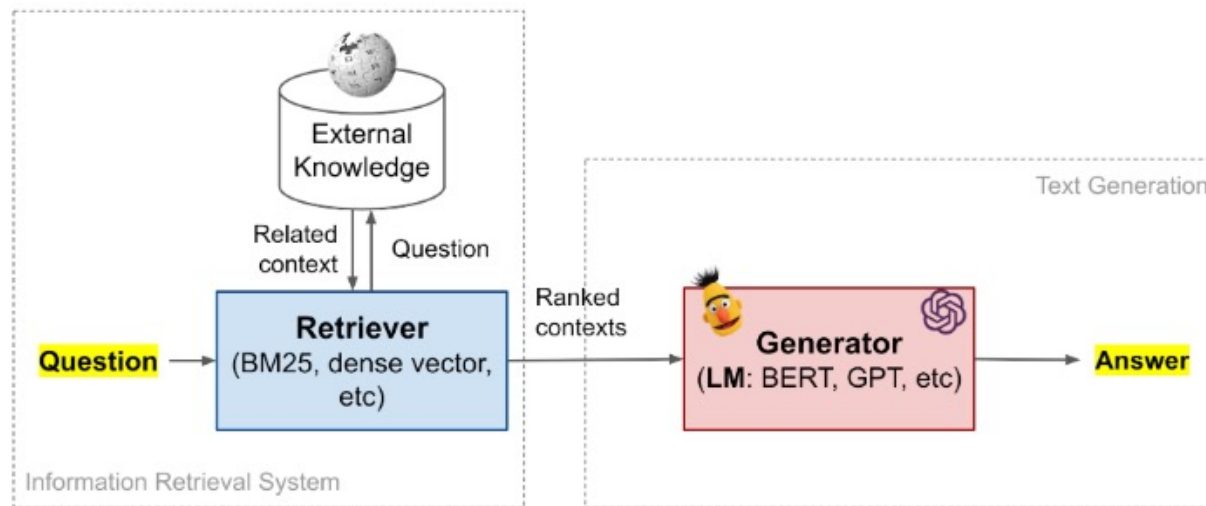 External
Knowledge
Text Generation
Related
context
Question
Ranked
contexts
Question
Retriever
(BM25, dense vector,
etc)
Generator
(LM: BERT, GPT, etc)
Answer
Information Retrieval System